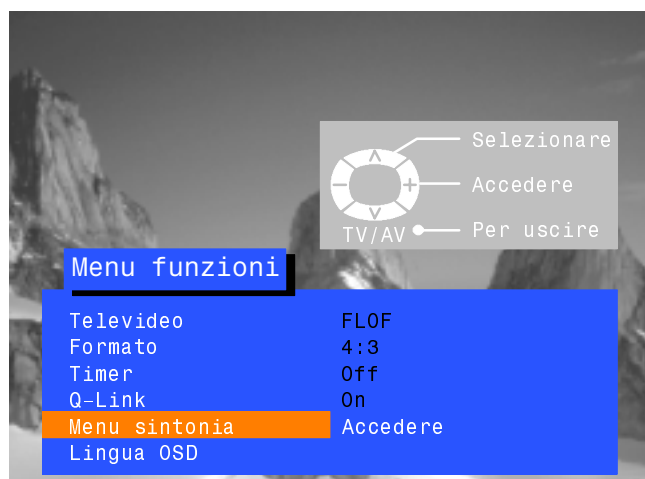 Selezionare
Accedere
TV/AV Per uscire
Menu funzioni
Televideo FLOF
Formato 4:3
Timer Off
Q-Link On
Menu sintonia Accedere
Lingua OSD